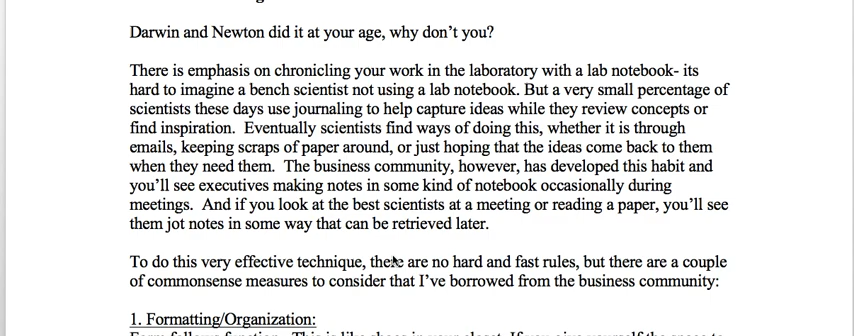 Darwin and Newton did it at your age, why don't you?
There is emphasis on chronicling your work in the laboratory with a lab notebook- its
hard to imagine a bench scientist not using a lab notebook. But a very small percentage of
scientists these days use journaling to help capture ideas while they review concepts or
find inspiration.  Eventually scientists find ways of doing this, whether it is through
emails, keeping scraps of paper around, or just hoping that the ideas come back to them
when they need them.  The business community, however, has developed this habit and
you'll see executives making notes in some kind of notebook occasionally during
meetings.  And if you look at the best scientists at a meeting or reading a paper, you'll see
them jot notes in some way that can be retrieved later.
To do this very effective technique, there are no hard and fast rules, but there are a couple
of commonsense measures to consider that I've borrowed from the business community:
1. Formatting/Organization: